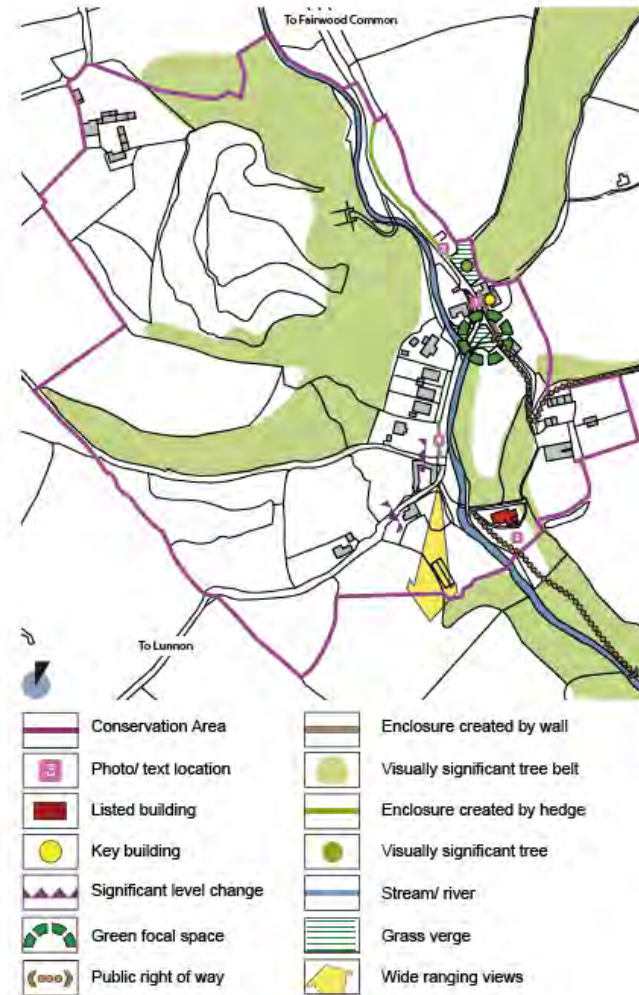 To Fairwood Common
To Lunnon
Conservation Area
Photo/ text location
Listed building
Key building
Significant level change
Green focal space
Public right of way
Enclosure created by wall
Visually significant tree belt
Enclosure created by hedge
Visually significant tree
Stream/ river
Grass verge
Wide ranging views